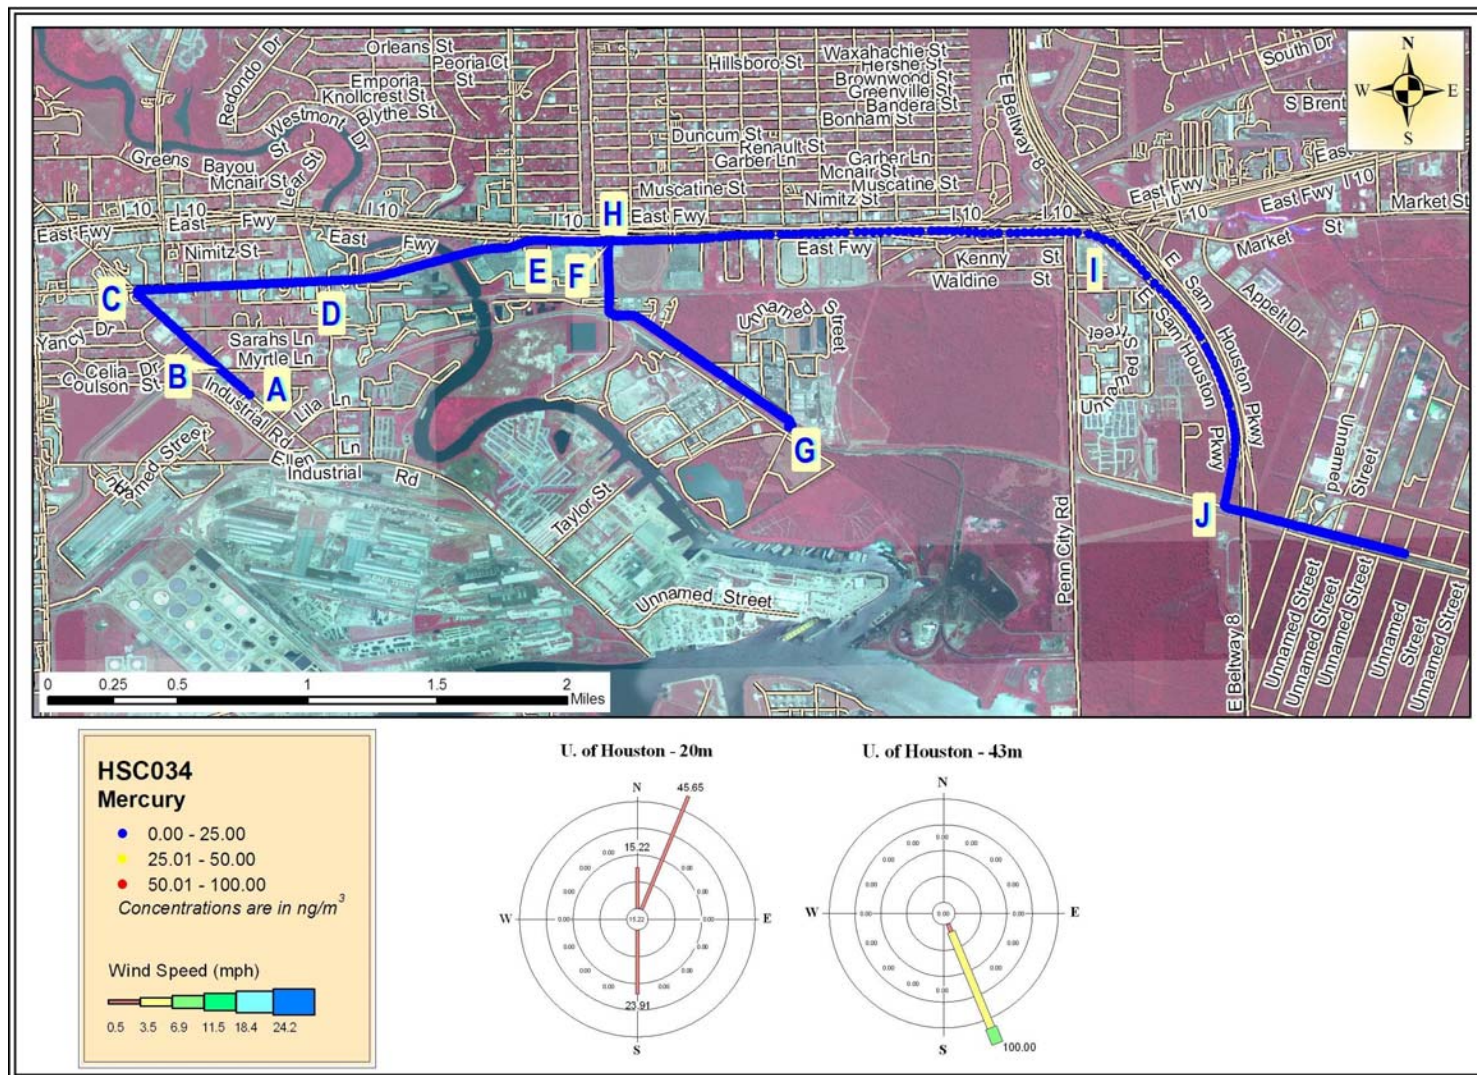 Orleans St
Peoria Ct
St
Redondo Dr
Emporia
Knollcrest St
Blythe St
Westmont Dr
Hillsboro St
Waxahachie St
Hershe St
Brownwood St
Greenville St
Bandera St
Bonham St
E Beltway 8
South Dr
S Brent
N
W
E
S
Duncum St
Renault St
Garber Ln
Garber Ln
Mcnair St
Muscatine St
Muscatine St
Nimitz St
Greens Bayou St
Mcnair St
Lear St
I 10
I 10
East Fwy
East Fwy
East Fwy
Nimitz St
H
I 10
East Fwy
I 10
I 10
East Fwy
I 10
East Fwy
East Fwy
I 10
Market St
Market St
Kenny St
Waldine St
C
D
E
F
I
E Sam Houston Pkwy
E Sam Houston Pkwy
Appelt Dr
Yancy Dr
Sarahs Ln
Myrtle Ln
Celia Dr
Coulson St
B
A
Lila Ln
Industrial Rd
Ellen Ln
Industrial Rd
Unnamed Street
Unnamed Street
Unnamed Street
Unnamed Street
G
J
Taylor St
Penn City Rd
Unnamed Street
E Beltway 8
Unnamed Street
Unnamed Street
Unnamed Street
Unnamed Street
Unnamed Street
0 0.25 0.5 1 1.5 2
Miles
HSC034
Mercury
0.00 - 25.00
25.01 - 50.00
50.01 - 100.00
Concentrations are in ng/m³
Wind Speed (mph)
0.5 3.5 6.9 11.5 18.4 24.2
U. of Houston - 20m
N
45.65
15.22
W
15.22
E
23.91
S
U. of Houston - 43m
N
W
0.00
E
S
100.00